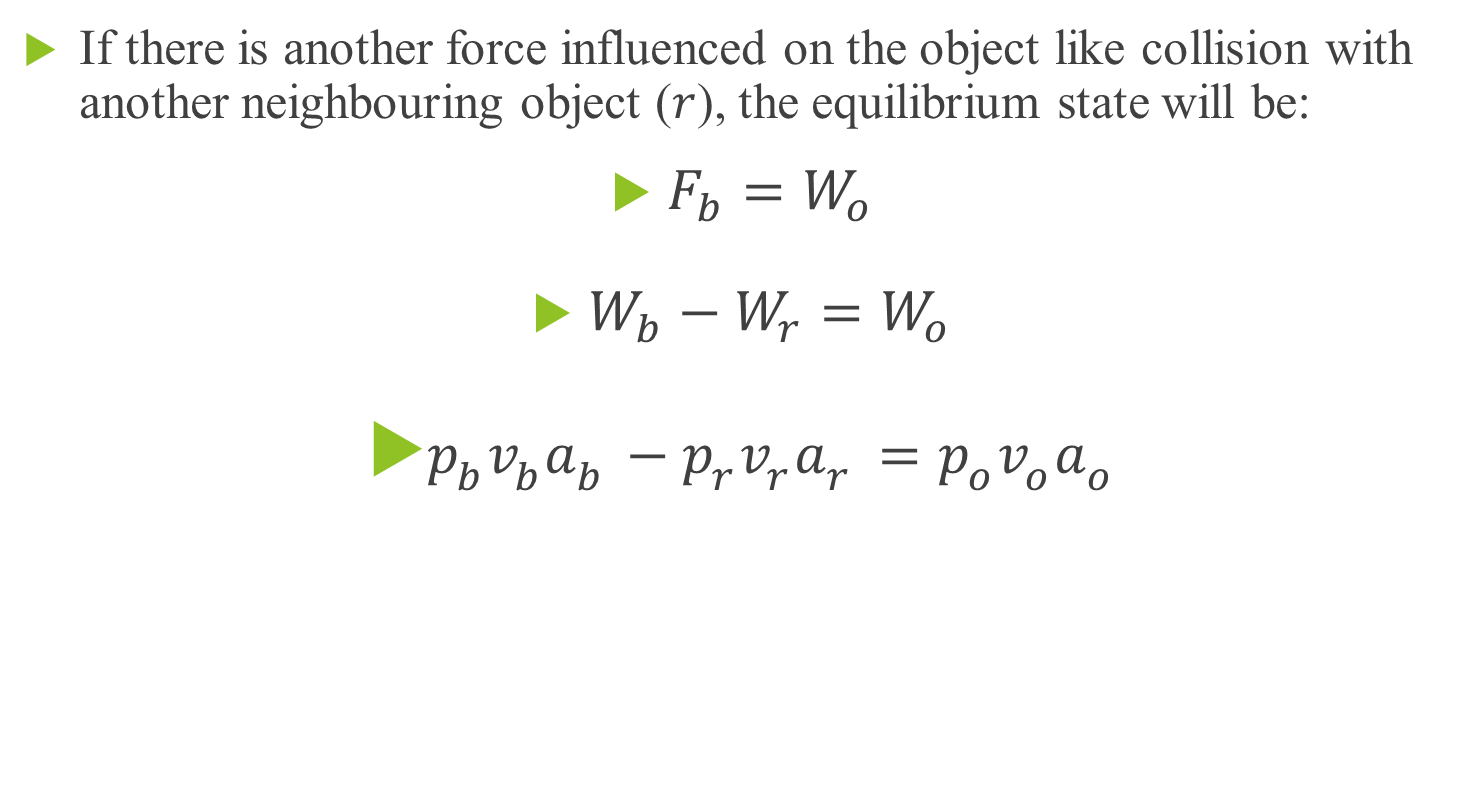 ▶ If there is another force influenced on the object like collision with
another neighbouring object (𝑟), the equilibrium state will be:
▶ 𝐹_𝑏 = 𝑊_𝑜
▶ 𝑊_𝑏 − 𝑊_𝑟 = 𝑊_𝑜
▶ 𝑝_𝑏 𝑣_𝑏 𝑎_𝑏 − 𝑝_𝑟 𝑣_𝑟 𝑎_𝑟 = 𝑝_𝑜 𝑣_𝑜 𝑎_𝑜